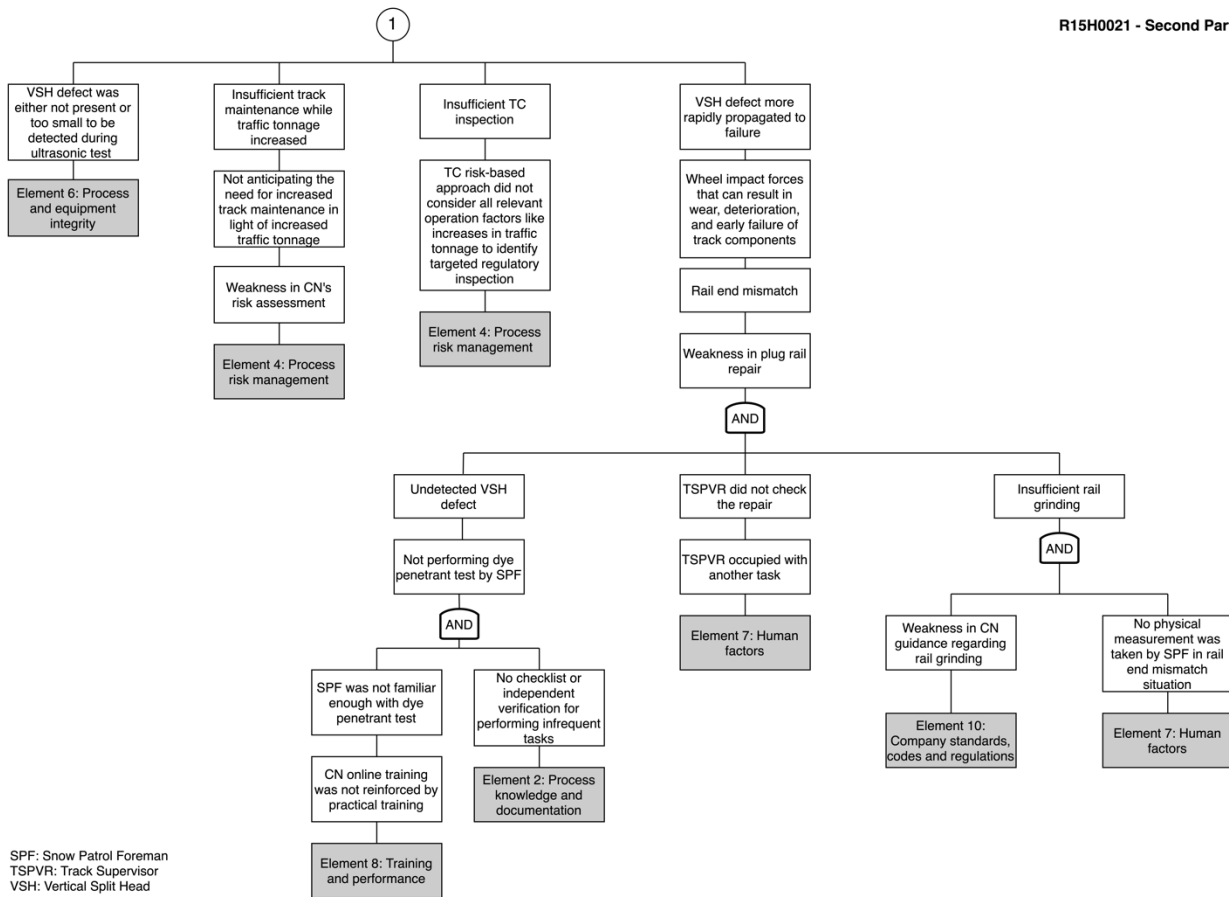 R15H0021 - Second Par
1
VSH defect was
either not present or
too small to be
detected during
ultrasonic test
Element 6: Process
and equipment
integrity
Insufficient track
maintenance while
traffic tonnage
increased
Not anticipating the
need for increased
track maintenance in
light of increased
traffic tonnage
Weakness in CN's
risk assessment
Element 4: Process
risk management
Insufficient TC
inspection
TC risk-based
approach did not
consider all relevant
operation factors like
increases in traffic
tonnage to identify
targeted regulatory
inspection
Element 4: Process
risk management
VSH defect more
rapidly propagated to
failure
Wheel impact forces
that can result in
wear, deterioration,
and early failure of
track components
Rail end mismatch
Weakness in plug rail
repair
AND
Undetected VSH
defect
Not performing dye
penetrant test by SPF
AND
SPF was not familiar
enough with dye
penetrant test
CN online training
was not reinforced by
practical training
Element 8: Training
and performance
No checklist or
independent
verification for
performing infrequent
tasks
Element 2: Process
knowledge and
documentation
TSPVR did not check
the repair
TSPVR occupied with
another task
Element 7: Human
factors
Insufficient rail
grinding
AND
Weakness in CN
guidance regarding
rail grinding
Element 10:
Company standards,
codes and regulations
No physical
measurement was
taken by SPF in rail
end mismatch
situation
Element 7: Human
factors
SPF: Snow Patrol Foreman
TSPVR: Track Supervisor
VSH: Vertical Split Head